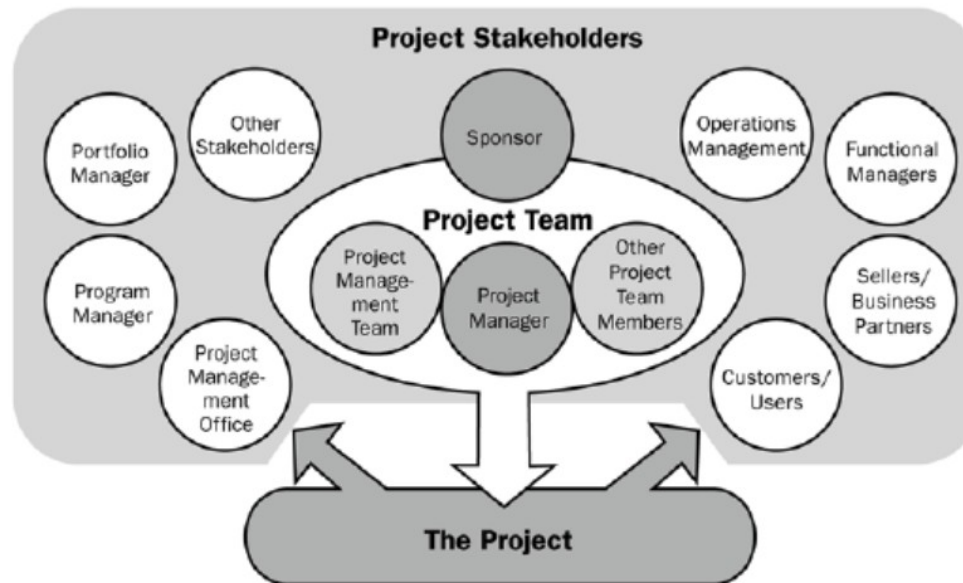 Project Stakeholders
Portfolio
Manager
Other
Stakeholders
Sponsor
Operations
Management
Functional
Managers
Project Team
Program
Manager
Project
Manage-
ment
Team
Project
Manager
Other
Project
Team
Members
Sellers/
Business
Partners
Project
Manage-
ment
Office
Customers/
Users
The Project